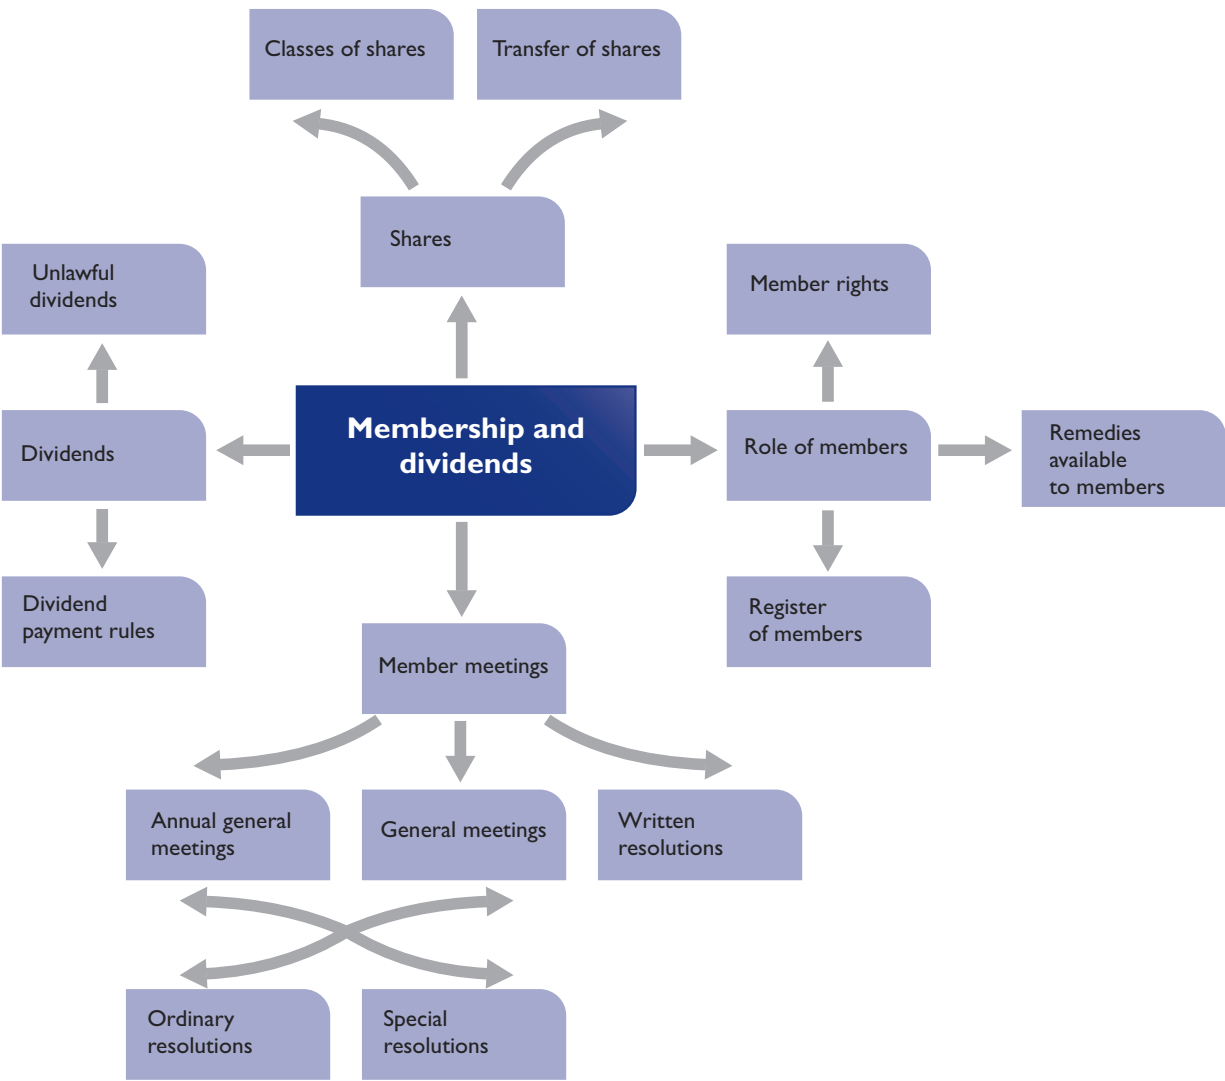 Classes of shares
Transfer of shares
Shares
Unlawful
dividends
Member rights
Membership and
dividends
Dividends
Role of members
Remedies
available
to members
Dividend
payment rules
Register
of members
Member meetings
Annual general
meetings
General meetings
Written
resolutions
Ordinary
resolutions
Special
resolutions